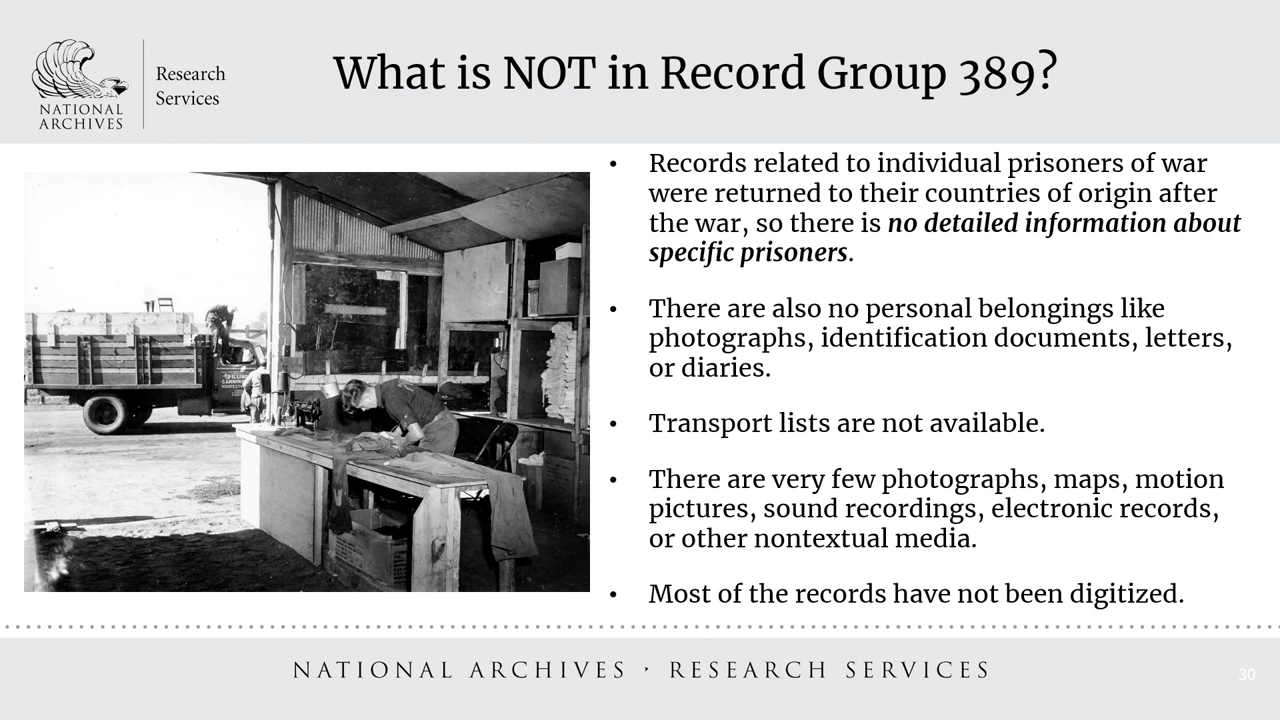 NATIONAL
ARCHIVES
Research
Services
What is NOT in Record Group 389?
• Records related to individual prisoners of war
were returned to their countries of origin after
the war, so there is no detailed information about
specific prisoners.
• There are also no personal belongings like
photographs, identification documents, letters,
or diaries.
• Transport lists are not available.
• There are very few photographs, maps, motion
pictures, sound recordings, electronic records,
or other nontextual media.
• Most of the records have not been digitized.
NATIONAL ARCHIVES · RESEARCH SERVICES
30